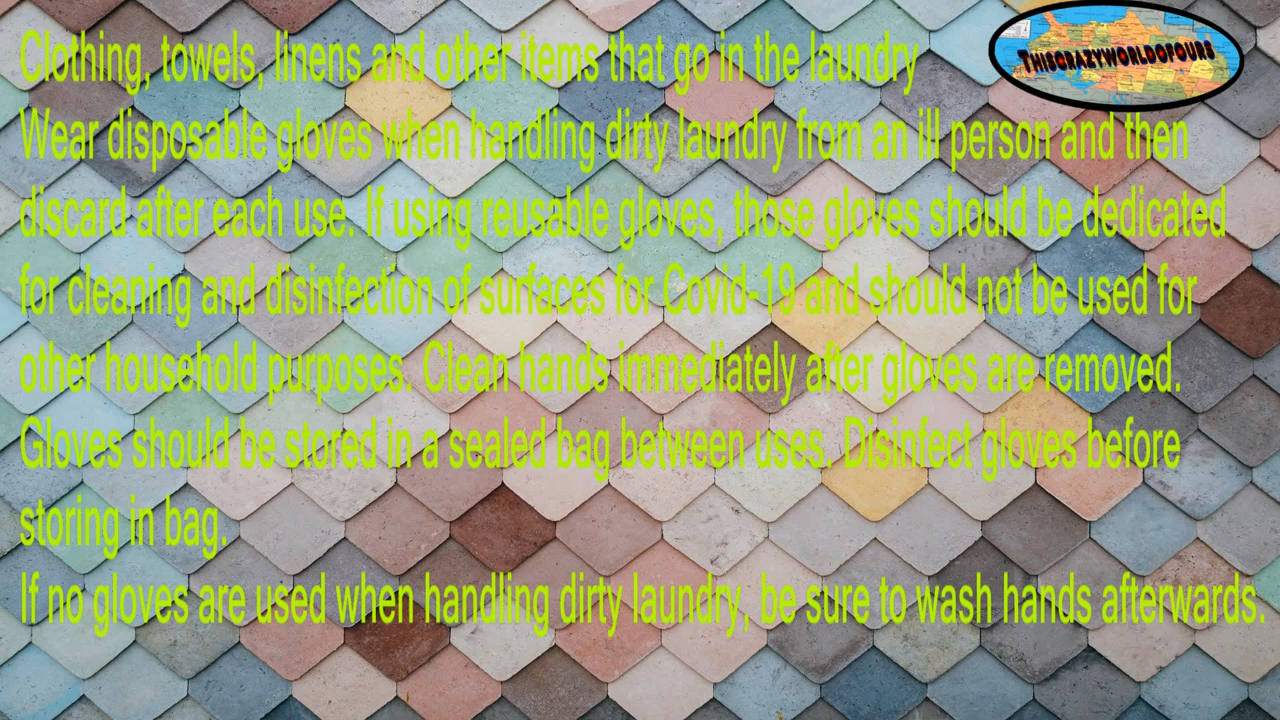 THISCRAZYWORLDOFOURS
Clothing, towels, linens and other items that go in the laundry
Wear disposable gloves when handling dirty laundry from an ill person and then
discard after each use. If using reusable gloves, those gloves should be dedicated
for cleaning and disinfection of surfaces for Covid-19 and should not be used for
other household purposes. Clean hands immediately after gloves are removed.
Gloves should be stored in a sealed bag between uses. Disinfect gloves before
storing in bag.
If no gloves are used when handling dirty laundry, be sure to wash hands afterwards.